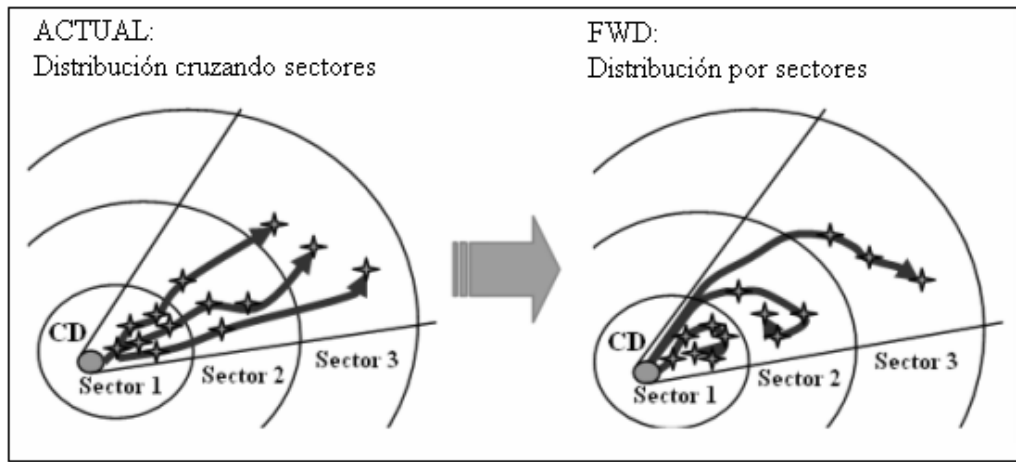 ACTUAL:
Distribución cruzando sectores
CD
Sector 1
Sector 2
Sector 3
FWD:
Distribución por sectores
CD
Sector 1
Sector 2
Sector 3